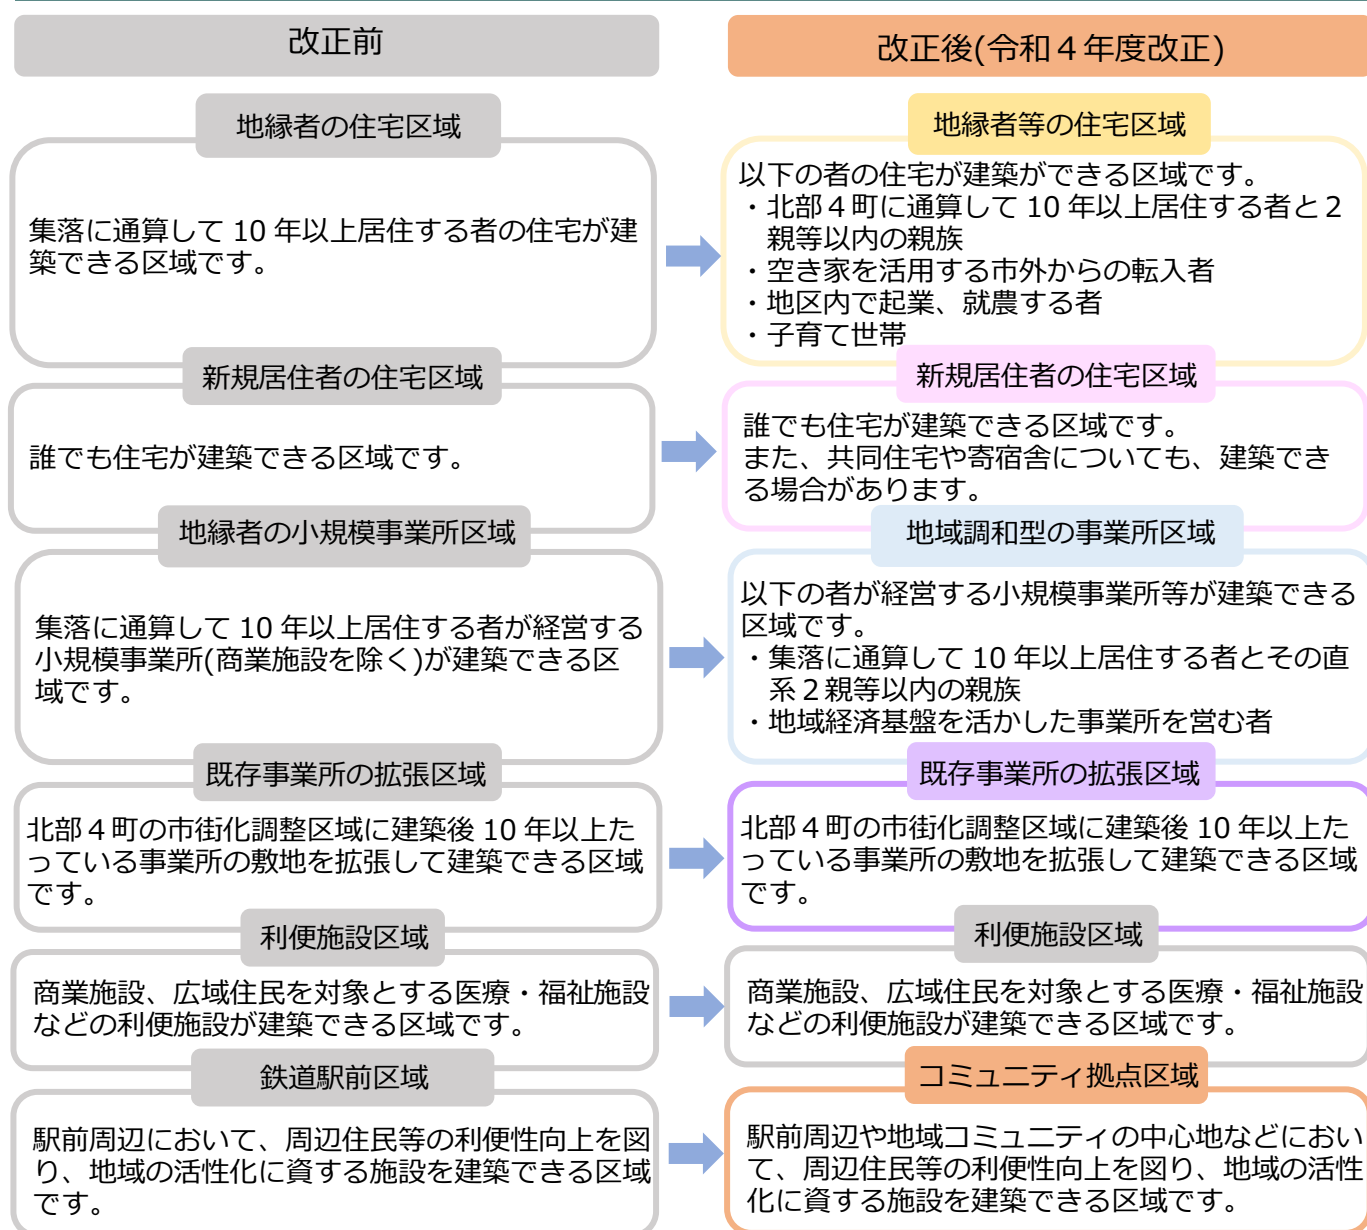 改正前
改正後(令和４年度改正)
地縁者の住宅区域
集落に通算して 10 年以上居住する者の住宅が建
築できる区域です。
地縁者等の住宅区域
以下の者の住宅が建築ができる区域です。
・北部４町に通算して 10 年以上居住する者と２
親等以内の親族
・空き家を活用する市外からの転入者
・地区内で起業、就農する者
・子育て世帯
新規居住者の住宅区域
誰でも住宅が建築できる区域です。
新規居住者の住宅区域
誰でも住宅が建築できる区域です。
また、共同住宅や寄宿舎についても、建築でき
る場合があります。
地縁者の小規模事業所区域
集落に通算して 10 年以上居住する者が経営する
小規模事業所(商業施設を除く)が建築できる区
域です。
地域調和型の事業所区域
以下の者が経営する小規模事業所等が建築できる
区域です。
・集落に通算して 10 年以上居住する者とその直
系２親等以内の親族
・地域経済基盤を活かした事業所を営む者
既存事業所の拡張区域
北部４町の市街化調整区域に建築後 10 年以上た
っている事業所の敷地を拡張して建築できる区域
です。
既存事業所の拡張区域
北部４町の市街化調整区域に建築後 10 年以上た
っている事業所の敷地を拡張して建築できる区域
です。
利便施設区域
商業施設、広域住民を対象とする医療・福祉施設
などの利便施設が建築できる区域です。
利便施設区域
商業施設、広域住民を対象とする医療・福祉施設
などの利便施設が建築できる区域です。
鉄道駅前区域
駅前周辺において、周辺住民等の利便性向上を図
り、地域の活性化に資する施設を建築できる区域
です。
コミュニティ拠点区域
駅前周辺や地域コミュニティの中心地などにおい
て、周辺住民等の利便性向上を図り、地域の活性
化に資する施設を建築できる区域です。